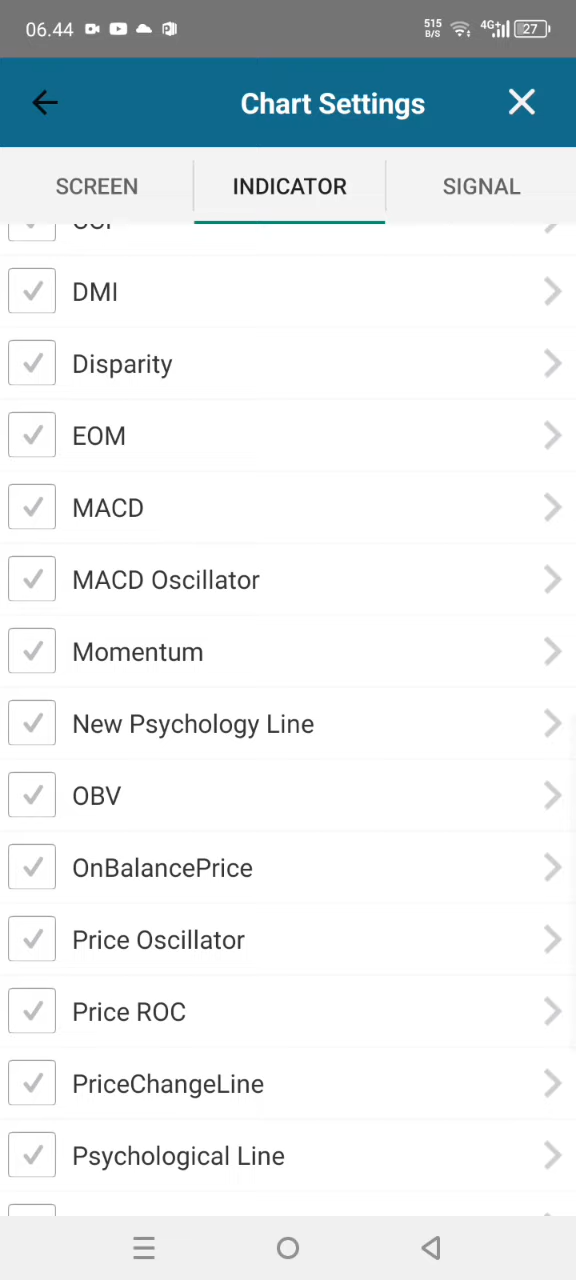 06.44
515 B/S
4G+
27
Chart Settings
SCREEN
INDICATOR
SIGNAL
DMI
Disparity
EOM
MACD
MACD Oscillator
Momentum
New Psychology Line
OBV
OnBalancePrice
Price Oscillator
Price ROC
PriceChangeLine
Psychological Line